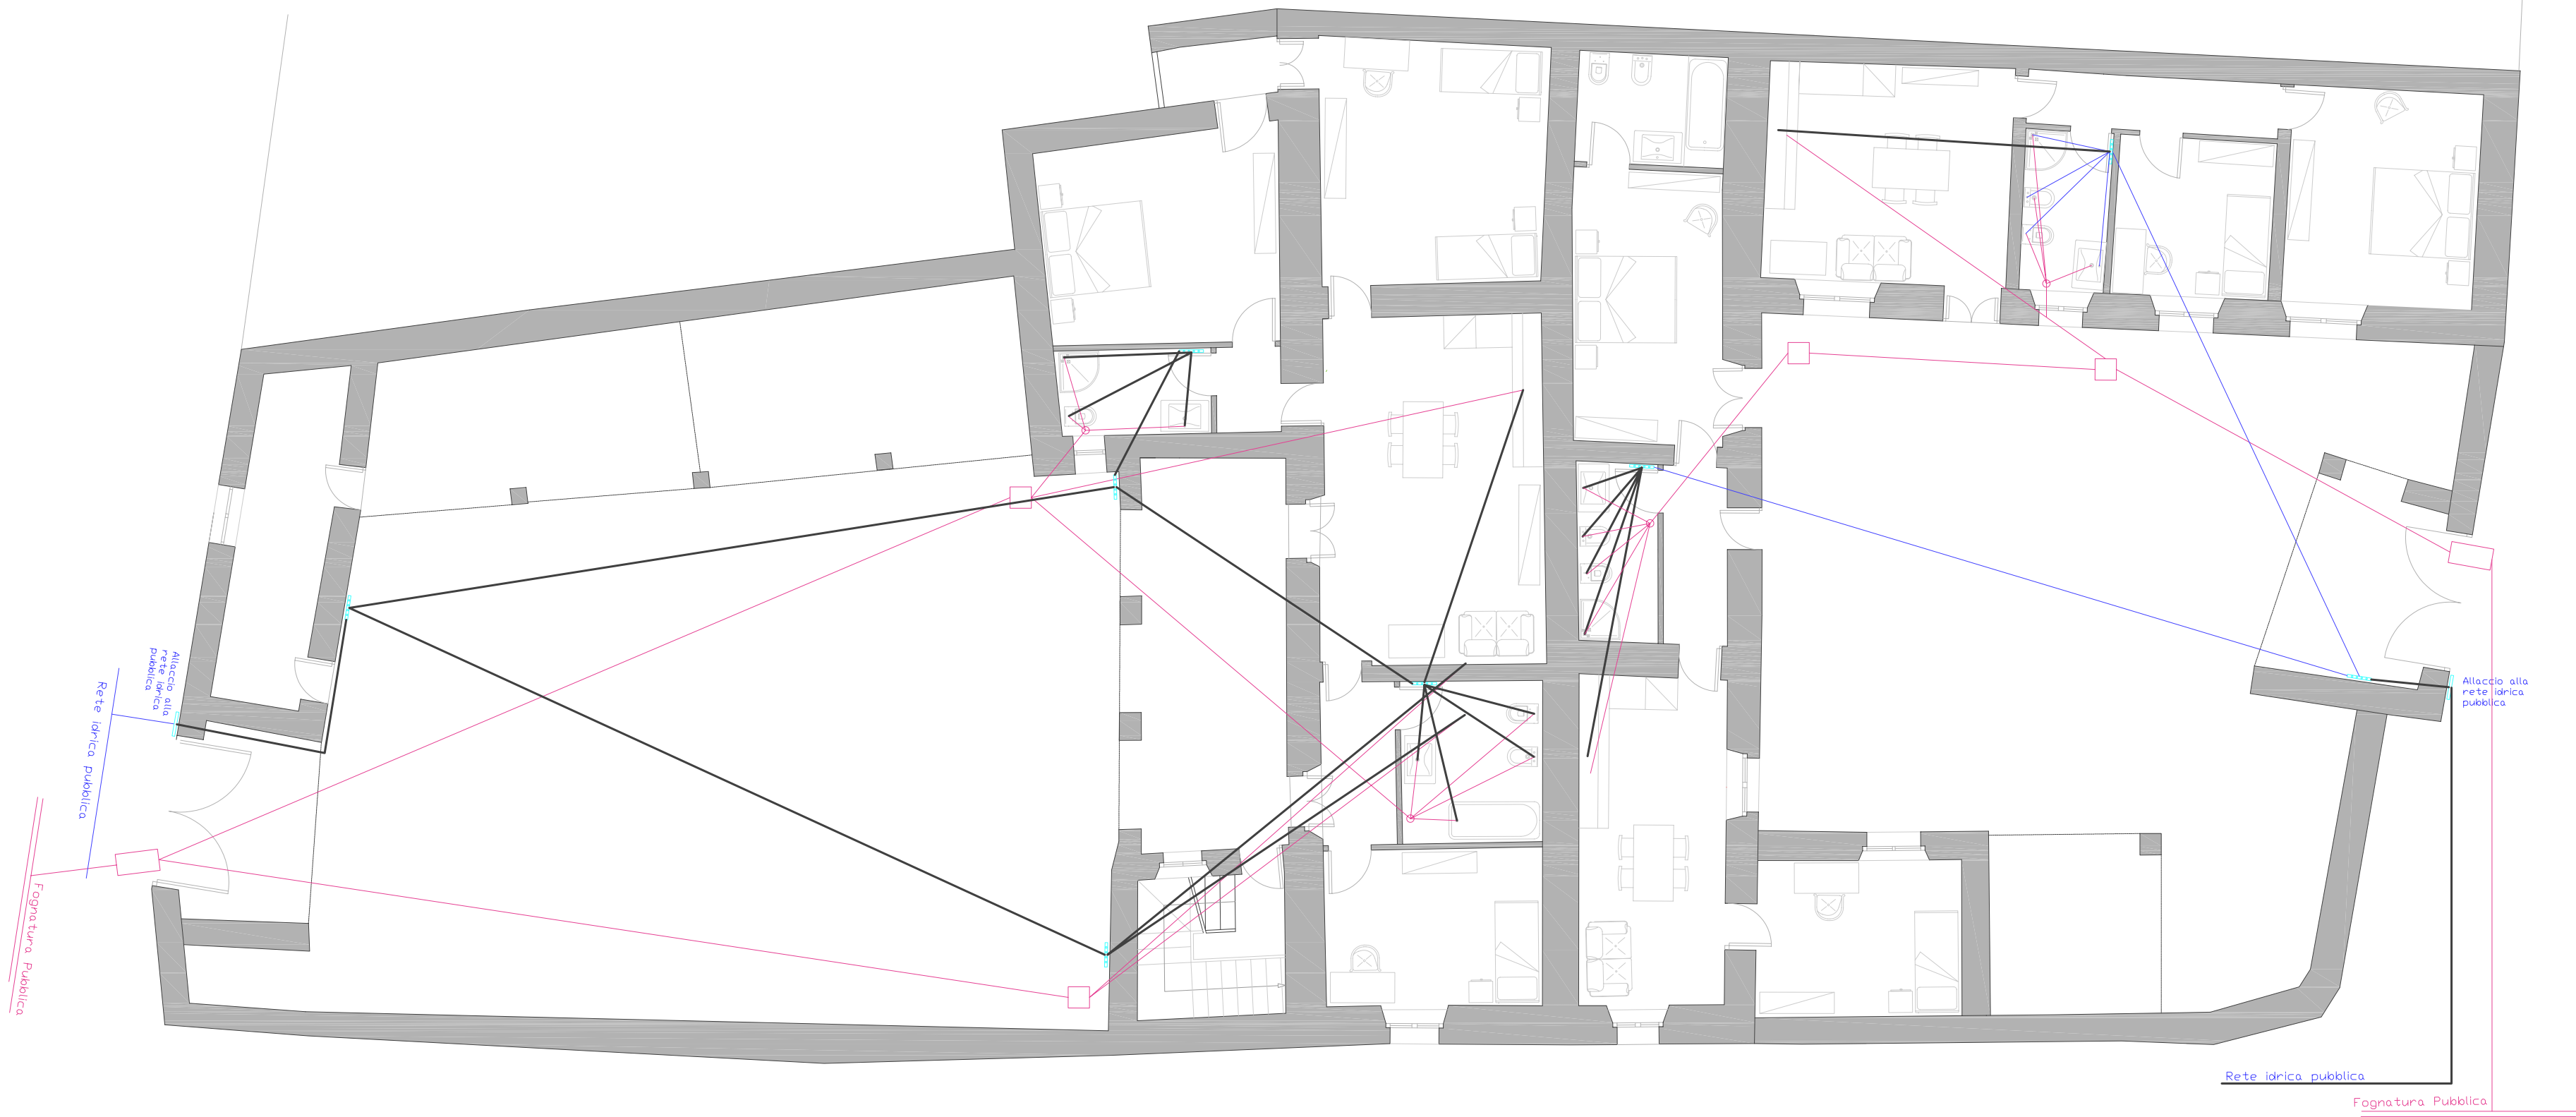 Allaccio alla
rete idrica
pubblica
Rete idrica pubblica
Fognatura Pubblica
Allaccio alla
rete idrica
pubblica
Rete idrica pubblica
Fognatura Pubblica